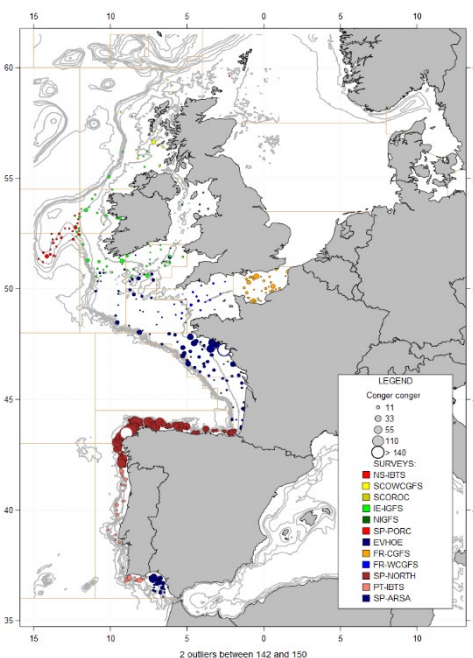 15 10 5 0 5 10
60
55
50
45
40
35
LEGEND
Conger conger
11
33
55
110
> 140
SURVEYS:
NS-IBTS
SCOWCGFS
SCOROC
IE-IGFS
NIGFS
SP-PORC
EVHOE
FR-CGFS
FR-WCGFS
SP-NORTH
PT-IBTS
SP-ARSA
15 10 5 0 5 10
2 outliers between 142 and 150